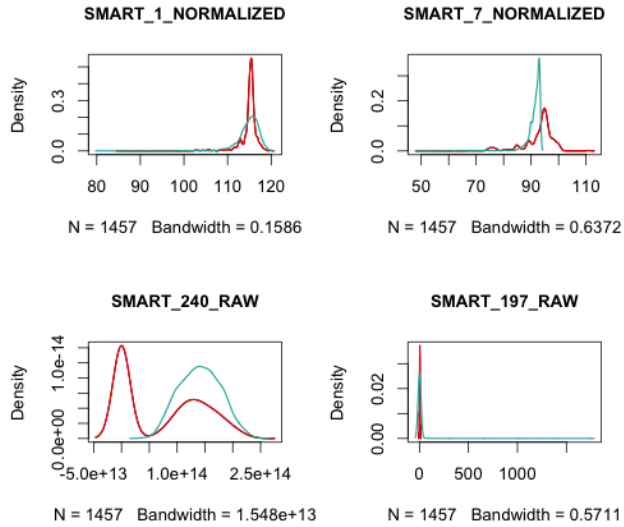 SMART_1_NORMALIZED
Density
0.0
0.3
80 90 100 110 120
N = 1457 Bandwidth = 0.1586
SMART_7_NORMALIZED
Density
0.0
0.2
50 70 90 110
N = 1457 Bandwidth = 0.6372
SMART_240_RAW
Density
0.0e+00
1.0e-14
-5.0e+13 1.0e+14 2.5e+14
N = 1457 Bandwidth = 1.548e+13
SMART_197_RAW
Density
0.00
0.02
0 500 1000
N = 1457 Bandwidth = 0.5711